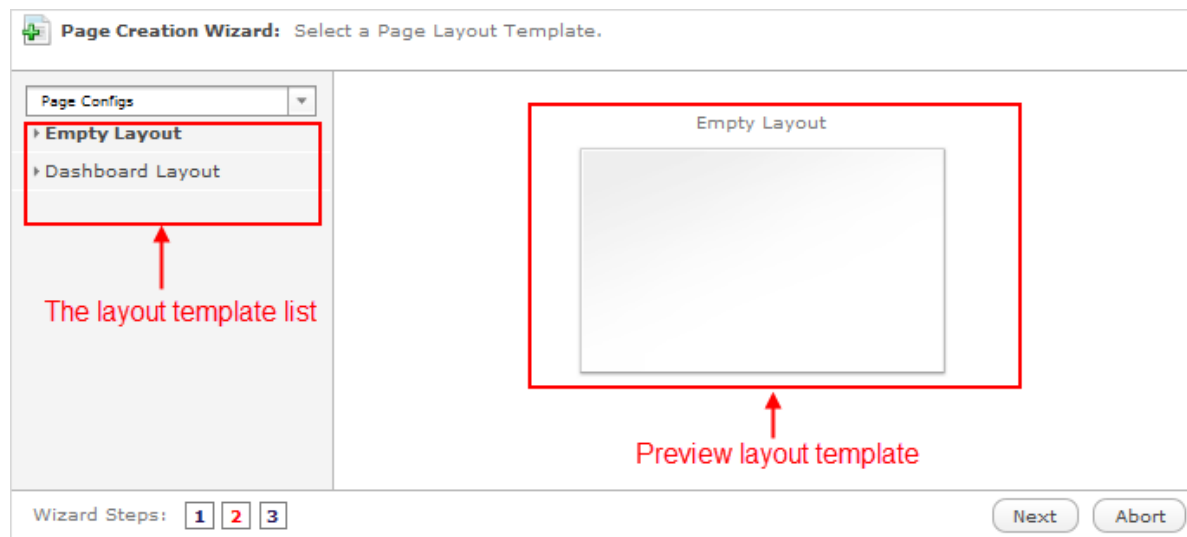 Page Creation Wizard: Select a Page Layout Template.
Page Configs
Empty Layout
Dashboard Layout
The layout template list
Empty Layout
Preview layout template
Wizard Steps: 1 2 3
Next Abort